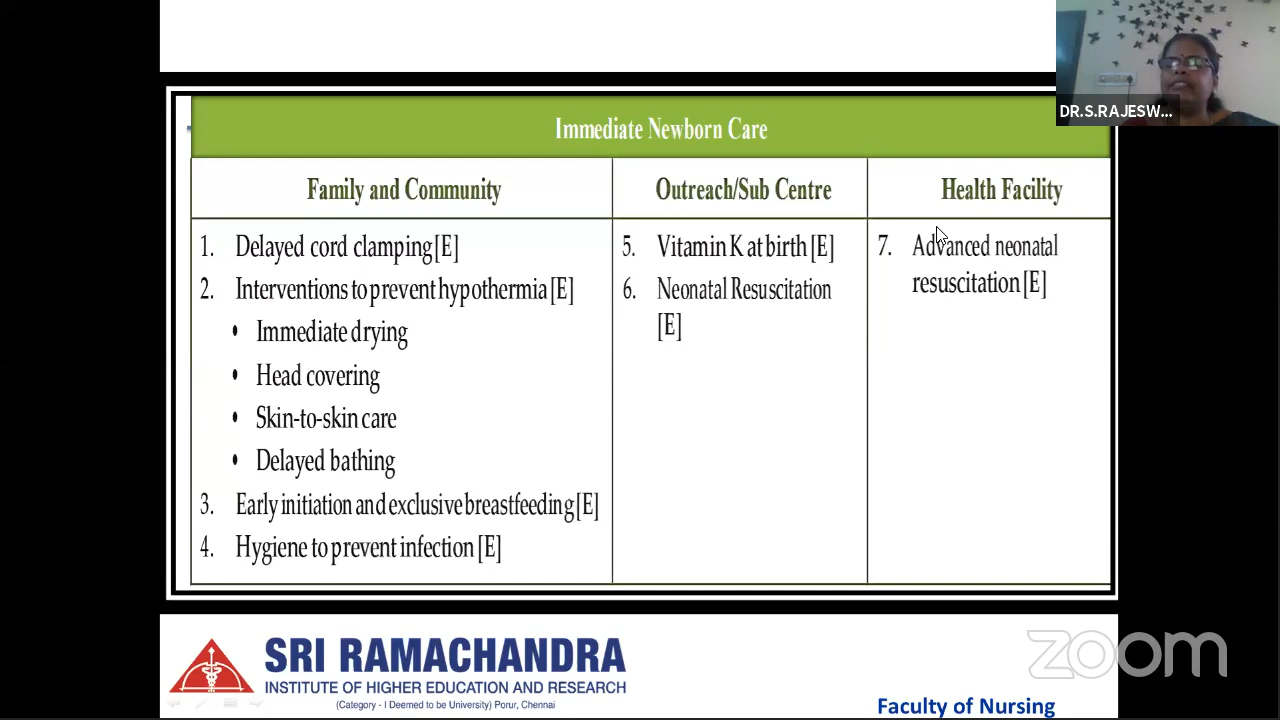 DR.S.RAJESW...
Immediate Newborn Care
Family and Community
Outreach/Sub Centre
Health Facility
1. Delayed cord clamping[E]
2. Interventions to prevent hypothermia[E]
• Immediate drying
• Head covering
• Skin-to-skin care
• Delayed bathing
3. Early initiation and exclusive breastfeeding[E]
4. Hygiene to prevent infection [E]
5. Vitamin K at birth [E]
6. Neonatal Resuscitation
[E]
7. Advanced neonatal
resuscitation [E]
SRI RAMACHANDRA
INSTITUTE OF HIGHER EDUCATION AND RESEARCH
(Category - I Deemed to be University) Porur, Chennai
Faculty of Nursing
zoom